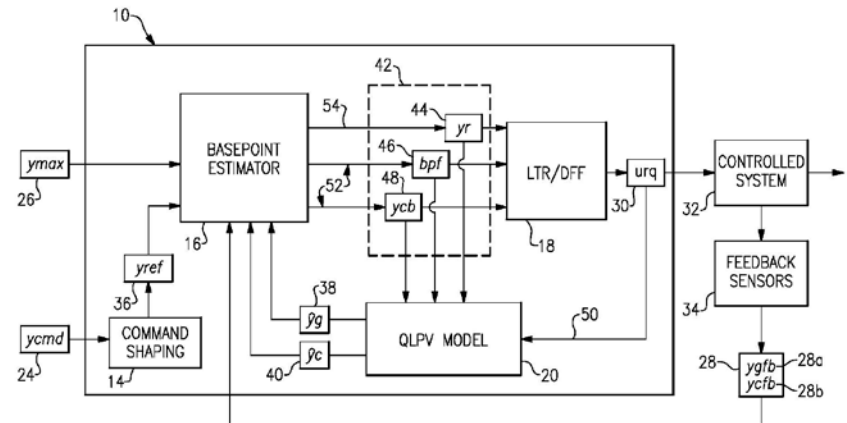 10
42
54
44
yr
ymax
26
BASEPOINT
ESTIMATOR
16
52
46
bpf
48
ycb
LTR/DFF
18
urq
30
CONTROLLED
SYSTEM
32
yref
36
38
ŷg
40
ŷc
QLPV MODEL
20
50
FEEDBACK
SENSORS
34
ycmd
24
COMMAND
SHAPING
14
28
ygfb
28a
ycfb
28b